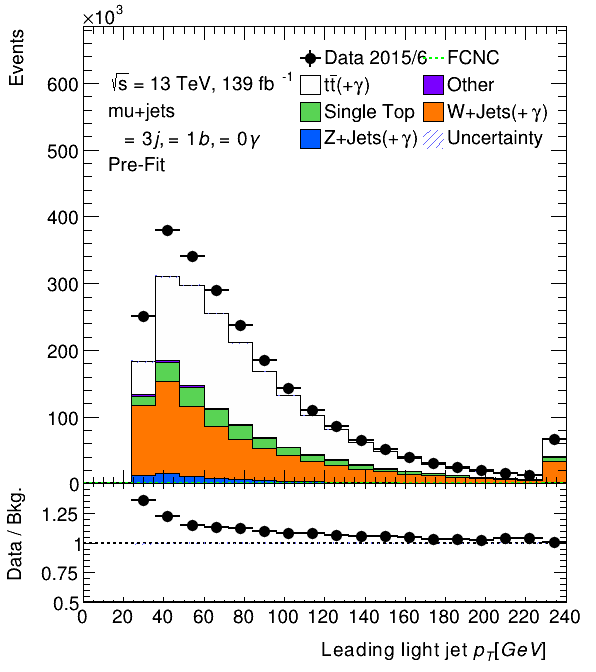 ×10³
Events
Data 2015/6 FCNC
tt̄(+γ) Other
Single Top W+Jets(+γ)
Z+Jets(+γ) Uncertainty
√s = 13 TeV, 139 fb⁻¹
mu+jets
= 3j, = 1b, = 0γ
Pre-Fit
600
500
400
300
200
100
0
Data / Bkg.
1.25
1
0.75
0.5
0 20 40 60 80 100 120 140 160 180 200 220 240
Leading light jet p_T[GeV]